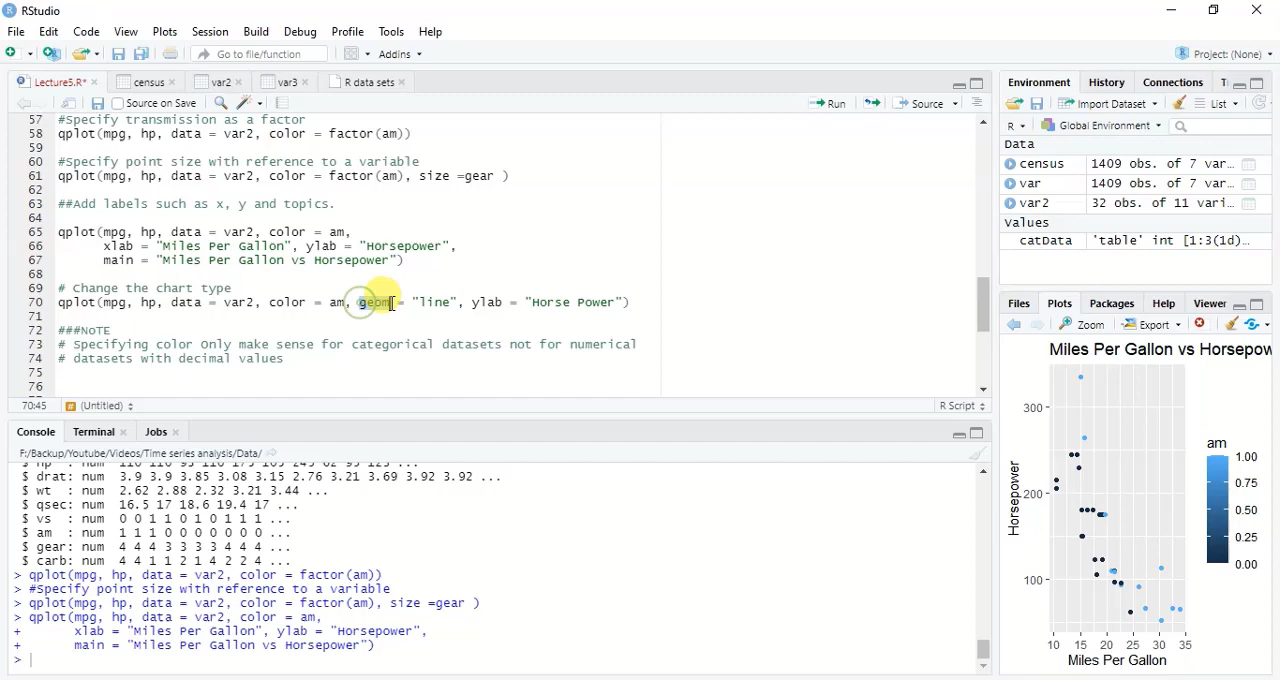 RStudio
File Edit Code View Plots Session Build Debug Profile Tools Help
Go to file/function Addins Project: (None)
Lecture5.R* census var2 var3 R data sets
Source on Save Run Source
57 #Specify transmission as a factor
58 qplot(mpg, hp, data = var2, color = factor(am))
59
60 #Specify point size with reference to a variable
61 qplot(mpg, hp, data = var2, color = factor(am), size =gear )
62
63 ##Add labels such as x, y and topics.
64
65 qplot(mpg, hp, data = var2, color = am,
66 xlab = "Miles Per Gallon", ylab = "Horsepower",
67 main = "Miles Per Gallon vs Horsepower")
68
69 # Change the chart type
70 qplot(mpg, hp, data = var2, color = am, geom = "line", ylab = "Horse Power")
71
72 ###NOTE
73 # Specifying color Only make sense for categorical datasets not for numerical
74 # datasets with decimal values
75
76
70:45 (Untitled) R Script
Console Terminal Jobs
F:/Backup/Youtube/Videos/Time series analysis/Data/
$ hp : num 110 110 93 110 175 105 245 62 95 123 ...
$ drat: num 3.9 3.9 3.85 3.08 3.15 2.76 3.21 3.69 3.92 3.92 ...
$ wt : num 2.62 2.88 2.32 3.21 3.44 ...
$ qsec: num 16.5 17 18.6 19.4 17 ...
$ vs : num 0 0 1 1 0 1 0 1 1 1 ...
$ am : num 1 1 1 0 0 0 0 0 0 0 ...
$ gear: num 4 4 4 3 3 3 3 4 4 4 ...
$ carb: num 4 4 1 1 2 1 4 2 2 4 ...
> qplot(mpg, hp, data = var2, color = factor(am))
> #Specify point size with reference to a variable
> qplot(mpg, hp, data = var2, color = factor(am), size =gear )
> qplot(mpg, hp, data = var2, color = am,
+ xlab = "Miles Per Gallon", ylab = "Horsepower",
+ main = "Miles Per Gallon vs Horsepower")
>
Environment History Connections
Import Dataset List
R Global Environment
Data
census 1409 obs. of 7 var…
var 1409 obs. of 7 var…
var2 32 obs. of 11 vari…
Values
catData 'table' int [1:3(1d)…
Files Plots Packages Help Viewer
Zoom Export
Miles Per Gallon vs Horsepow
300
200
100
Horsepower
10 15 20 25 30 35
Miles Per Gallon
am
1.00
0.75
0.50
0.25
0.00